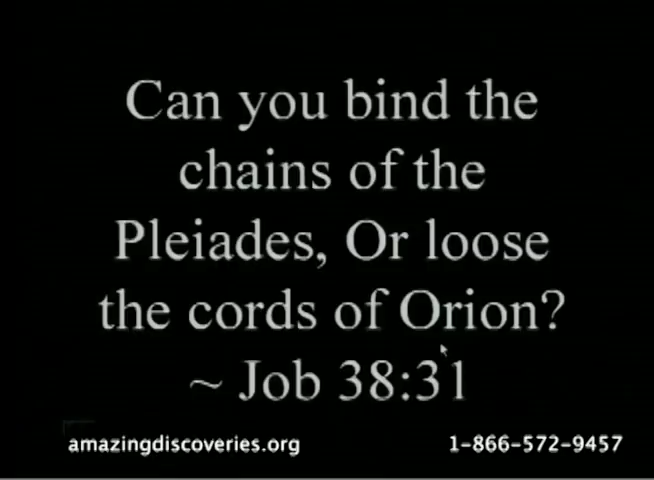 Can you bind the
chains of the
Pleiades, Or loose
the cords of Orion?
~ Job 38:31
amazingdiscoveries.org 1-866-572-9457